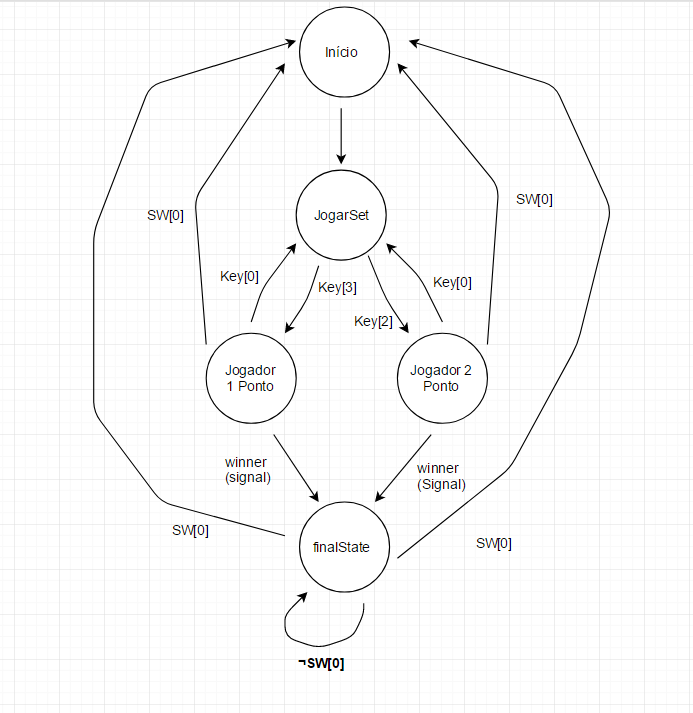 Início
JogarSet
SW[0]
SW[0]
Key[0]
Key[3]
Key[0]
Key[2]
Jogador
1 Ponto
Jogador 2
Ponto
winner
(signal)
winner
(Signal)
SW[0]
finalState
SW[0]
¬SW[0]